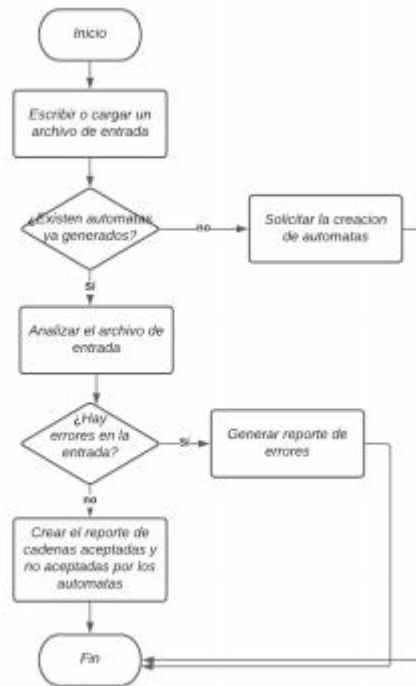 Inicio
Escribir o cargar un
archivo de entrada
¿Existen automatas
ya generados?
no
Solicitar la creacion
de automatas
Sí
Analizar el archivo de
entrada
¿Hay
errores en la
entrada?
Sí
Generar reporte de
errores
no
Crear el reporte de
cadenas aceptadas y
no aceptadas por los
automatas
Fin